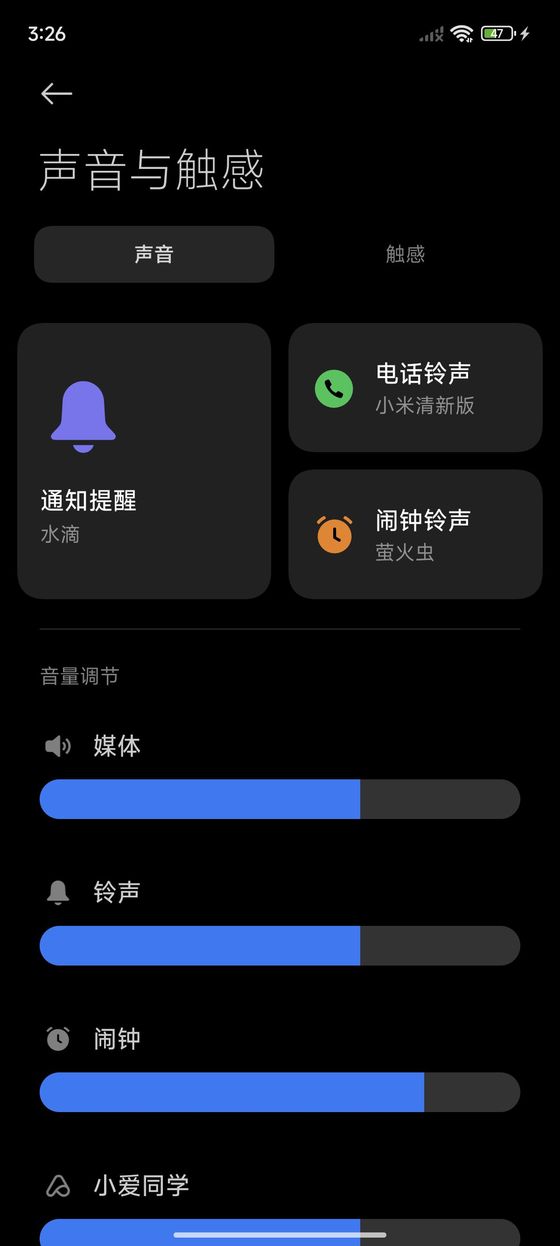 3:26
47
声音与触感
声音
触感
通知提醒
水滴
电话铃声
小米清新版
闹钟铃声
萤火虫
音量调节
媒体
铃声
闹钟
小爱同学